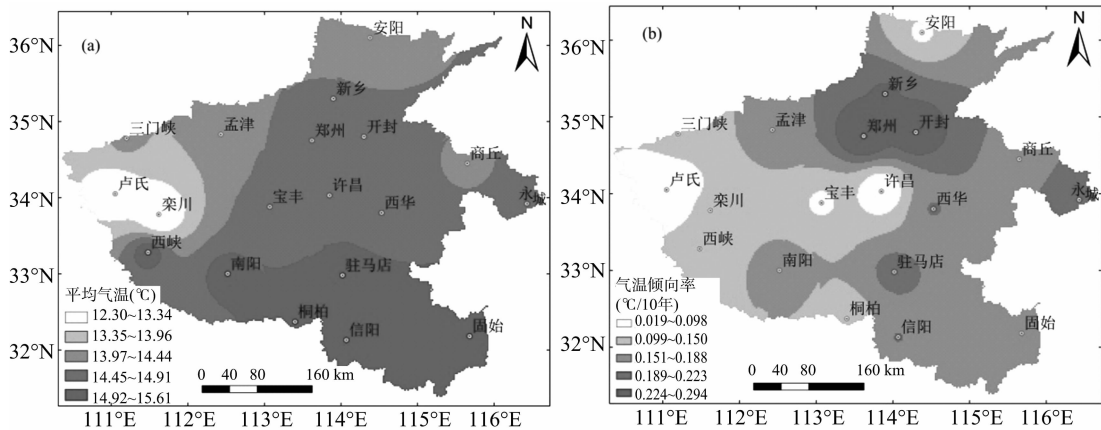 (a)
N
36°N
35°N
34°N
33°N
32°N
安阳
新乡
三门峡
孟津
郑州
开封
商丘
卢氏
栾川
宝丰
许昌
西华
永城
西峡
南阳
驻马店
桐柏
信阳
固始
平均气温(℃)
12.30~13.34
13.35~13.96
13.97~14.44
14.45~14.91
14.92~15.61
0 40 80 160 km
111°E 112°E 113°E 114°E 115°E 116°E
(b)
N
36°N
35°N
34°N
33°N
32°N
安阳
新乡
三门峡
孟津
郑州
开封
商丘
卢氏
栾川
宝丰
许昌
西华
永城
西峡
南阳
驻马店
桐柏
信阳
固始
气温倾向率
(℃/10年)
0.019~0.098
0.099~0.150
0.151~0.188
0.189~0.223
0.224~0.294
0 40 80 160 km
111°E 112°E 113°E 114°E 115°E 116°E